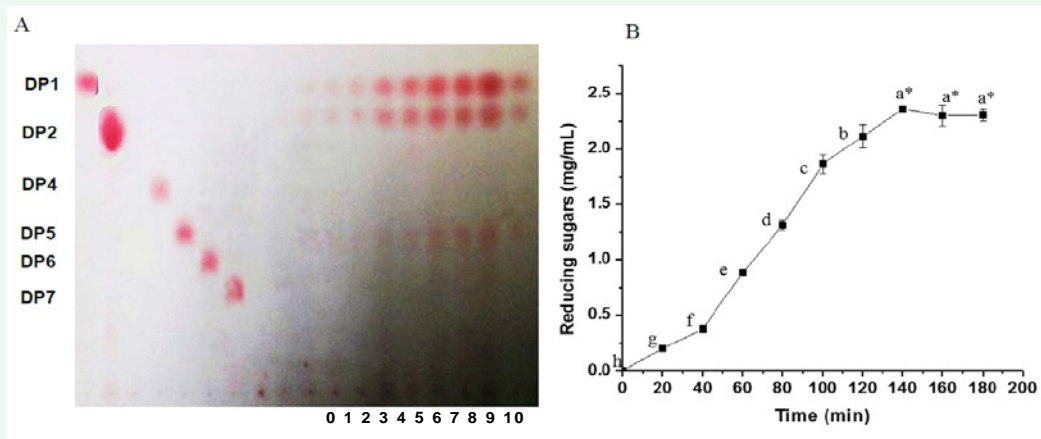 A
DP1
DP2
DP4
DP5
DP6
DP7
0 1 2 3 4 5 6 7 8 9 10
B
Reducing sugars (mg/mL)
2.5
2.0
1.5
1.0
0.5
0.0
h
g
f
e
d
c
b
a*
a*
a*
0 20 40 60 80 100 120 140 160 180 200
Time (min)